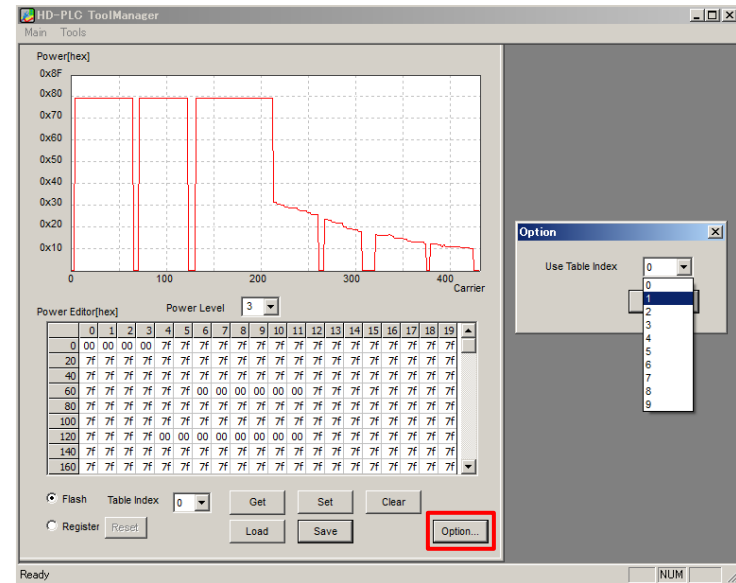 HD-PLC ToolManager
Main Tools
Power[hex]
0x8F
0x80
0x70
0x60
0x50
0x40
0x30
0x20
0x10
0 100 200 300 400
Carrier
Power Editor[hex] Power Level 3
0 1 2 3 4 5 6 7 8 9 10 11 12 13 14 15 16 17 18 19
0 00 00 00 00 7f 7f 7f 7f 7f 7f 7f 7f 7f 7f 7f 7f 7f 7f 7f 7f
20 7f 7f 7f 7f 7f 7f 7f 7f 7f 7f 7f 7f 7f 7f 7f 7f 7f 7f 7f 7f
40 7f 7f 7f 7f 7f 7f 7f 7f 7f 7f 7f 7f 7f 7f 7f 7f 7f 7f 7f 7f
60 7f 7f 7f 7f 7f 7f 00 00 00 00 00 00 7f 7f 7f 7f 7f 7f 7f 7f
80 7f 7f 7f 7f 7f 7f 7f 7f 7f 7f 7f 7f 7f 7f 7f 7f 7f 7f 7f 7f
100 7f 7f 7f 7f 7f 7f 7f 7f 7f 7f 7f 7f 7f 7f 7f 7f 7f 7f 7f 7f
120 7f 7f 7f 7f 00 00 00 00 00 00 00 00 7f 7f 7f 7f 7f 7f 7f 7f
140 7f 7f 7f 7f 7f 7f 7f 7f 7f 7f 7f 7f 7f 7f 7f 7f 7f 7f 7f 7f
160 7f 7f 7f 7f 7f 7f 7f 7f 7f 7f 7f 7f 7f 7f 7f 7f 7f 7f 7f 7f
Flash Table Index 0 Get Set Clear
Register Reset Load Save Option...
Option
Use Table Index 0
0
1
2
3
4
5
6
7
8
9
Ready NUM